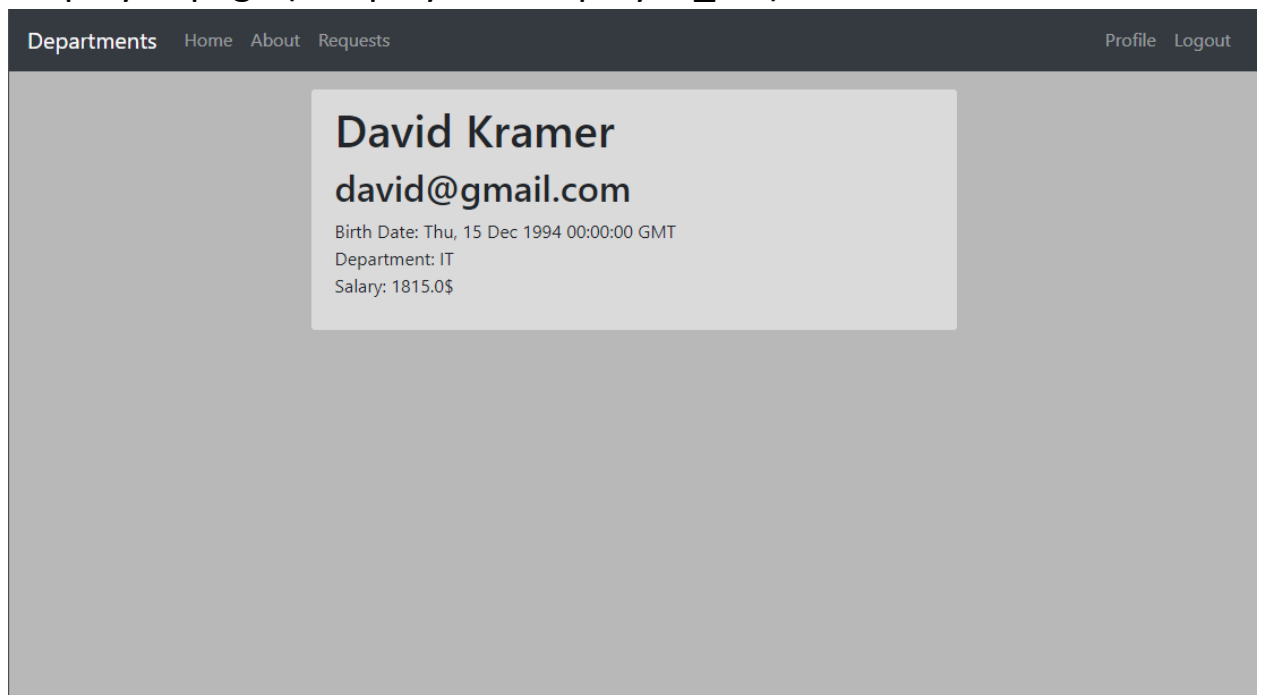 Departments Home About Requests Profile Logout
David Kramer
david@gmail.com
Birth Date: Thu, 15 Dec 1994 00:00:00 GMT
Department: IT
Salary: 1815.0$